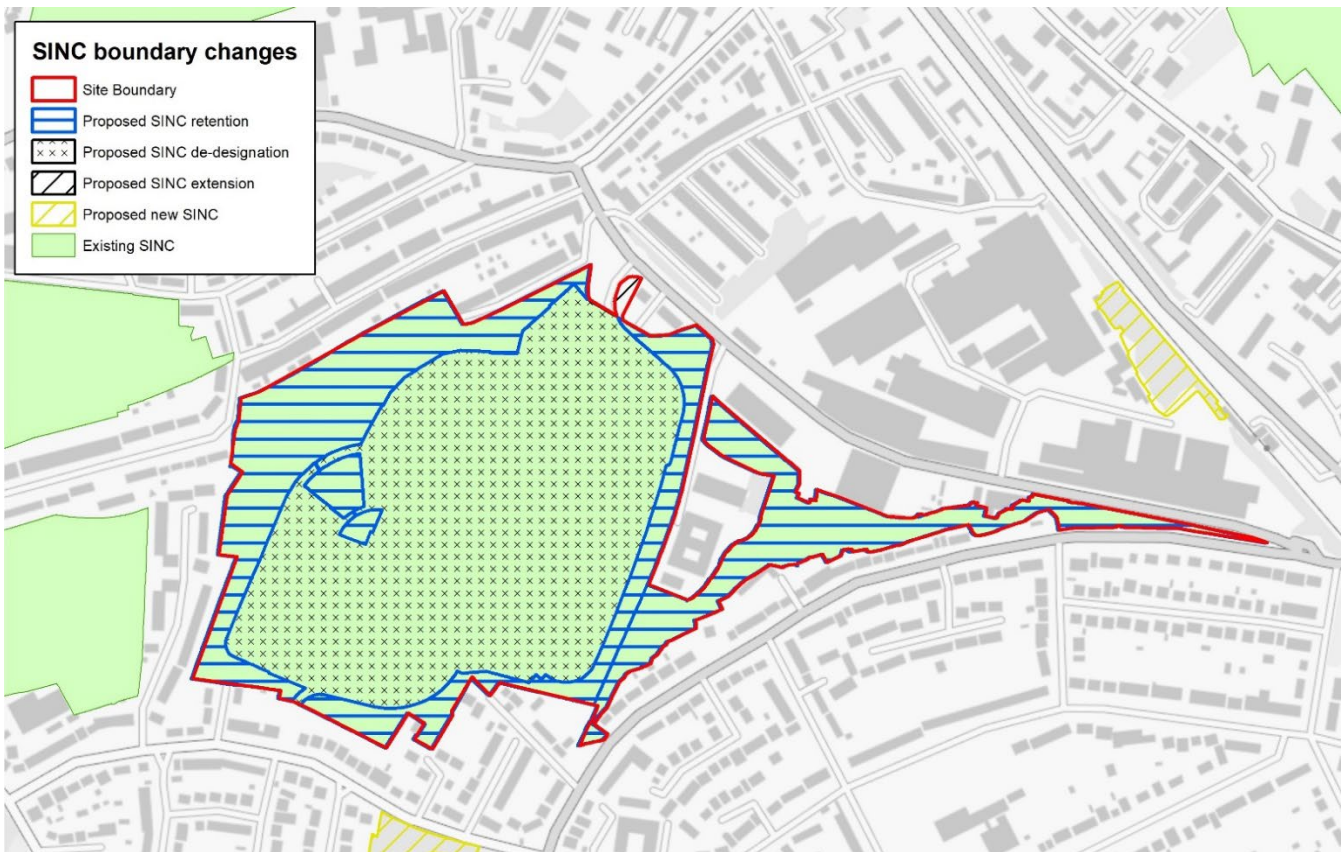 SINC boundary changes
Site Boundary
Proposed SINC retention
Proposed SINC de-designation
Proposed SINC extension
Proposed new SINC
Existing SINC